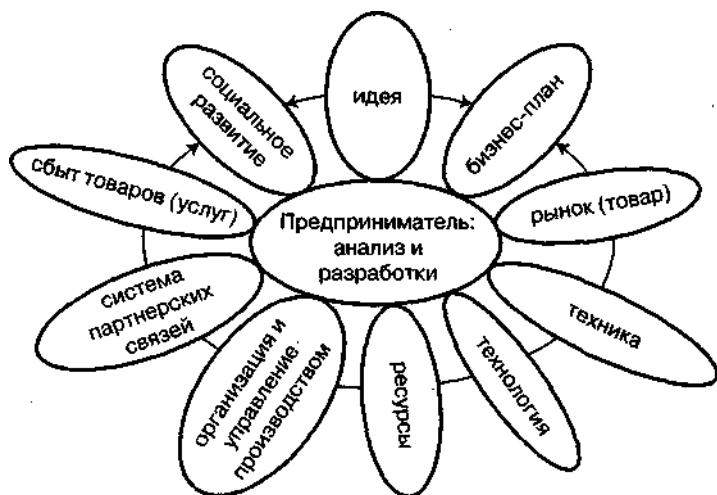 идея
бизнес-план
рынок (товар)
техника
технология
ресурсы
организация и
управление
производством
система
партнерских
связей
сбыт товаров (услуг)
социальное
развитие
Предприниматель:
анализ и
разработки